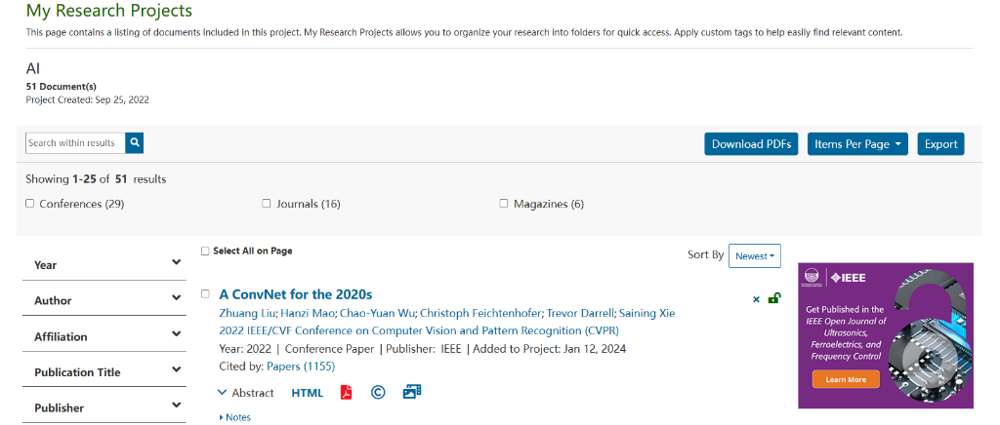 My Research Projects
This page contains a listing of documents included in this project. My Research Projects allows you to organize your research into folders for quick access. Apply custom tags to help easily find relevant content.
AI
51 Document(s)
Project Created: Sep 25, 2022
Search within results
Download PDFs
Items Per Page
Export
Showing 1-25 of 51 results
Conferences (29)
Journals (16)
Magazines (6)
Select All on Page
Sort By Newest
Year
Author
Affiliation
Publication Title
Publisher
A ConvNet for the 2020s
Zhuang Liu; Hanzi Mao; Chao-Yuan Wu; Christoph Feichtenhofer; Trevor Darrell; Saining Xie
2022 IEEE/CVF Conference on Computer Vision and Pattern Recognition (CVPR)
Year: 2022 | Conference Paper | Publisher: IEEE | Added to Project: Jan 12, 2024
Cited by: Papers (1155)
Abstract HTML ©
Notes
IEEE
Get Published in the
IEEE Open Journal of
Ultrasonics,
Ferroelectrics, and
Frequency Control
Learn More